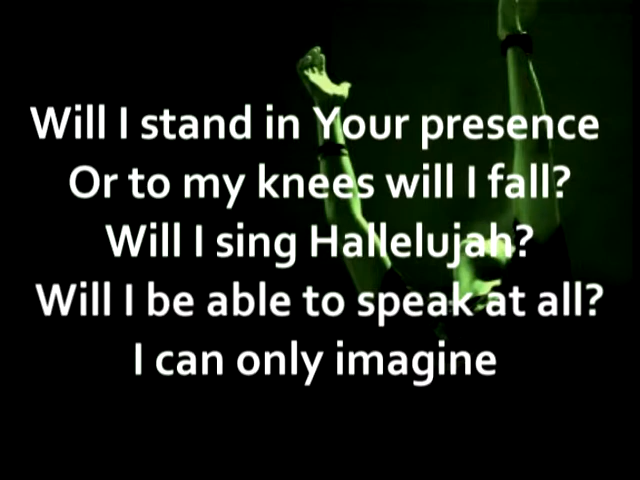 Will I stand in Your presence
Or to my knees will I fall?
Will I sing Hallelujah?
Will I be able to speak at all?
I can only imagine